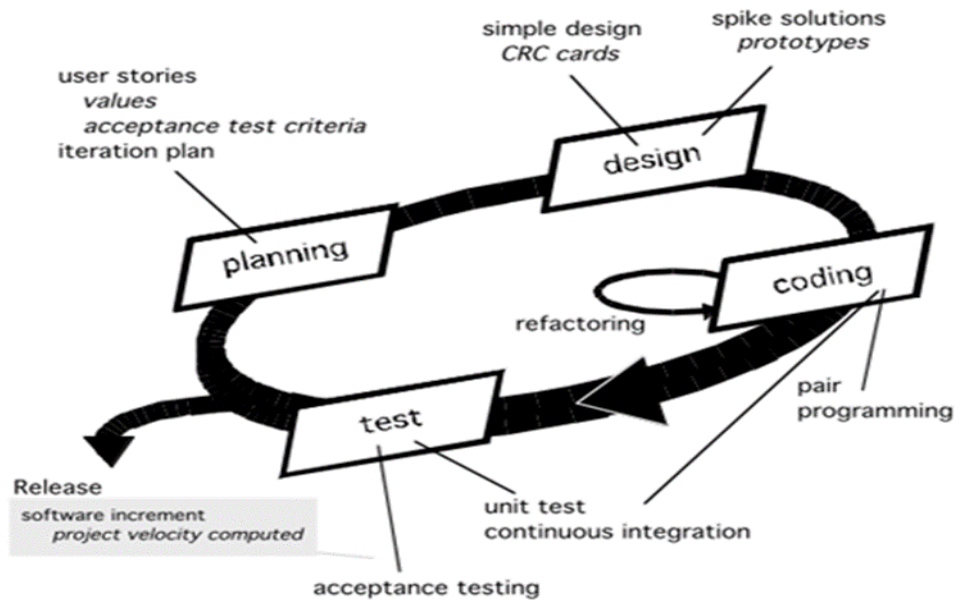 simple design
CRC cards
spike solutions
prototypes
user stories
values
acceptance test criteria
iteration plan
design
planning
coding
refactoring
test
pair
programming
Release
software increment
project velocity computed
unit test
continuous integration
acceptance testing